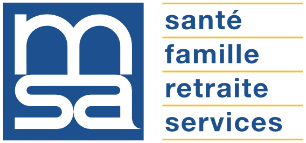 msa
santé
famille
retraite
services